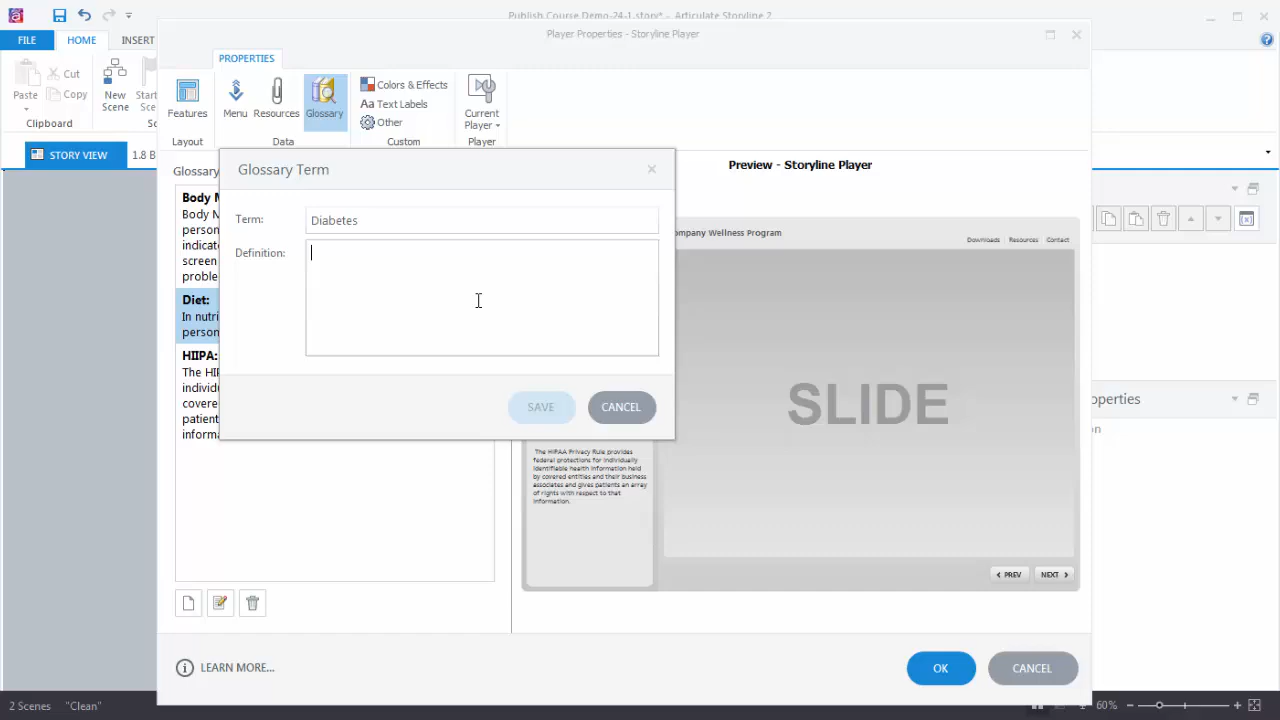 Publish Course Demo-24-1.story* - Articulate Storyline 2
Player Properties - Storyline Player
FILE
HOME
INSERT
PROPERTIES
Paste
Cut
Copy
New
Scene
Clipboard
Features
Layout
Menu
Resources
Glossary
Data
Colors & Effects
Text Labels
Other
Custom
Current
Player
Player
STORY VIEW
1.8 B
Glossary
Body M
Body M
person
indicat
screen
proble
Diet:
In nutri
person
HIIPA:
The HI
individ
covere
patient
informa
Glossary Term
Term:
Diabetes
Definition:
SAVE
CANCEL
Preview - Storyline Player
ompany Wellness Program
Downloads
Resources
Contact
SLIDE
The HIPAA Privacy Rule provides
federal protections for individually
identifiable health information held
by covered entities and their business
associates and gives patients an array
of rights with respect to that
information.
PREV
NEXT
operties
on
LEARN MORE...
OK
CANCEL
2 Scenes
"Clean"
60%